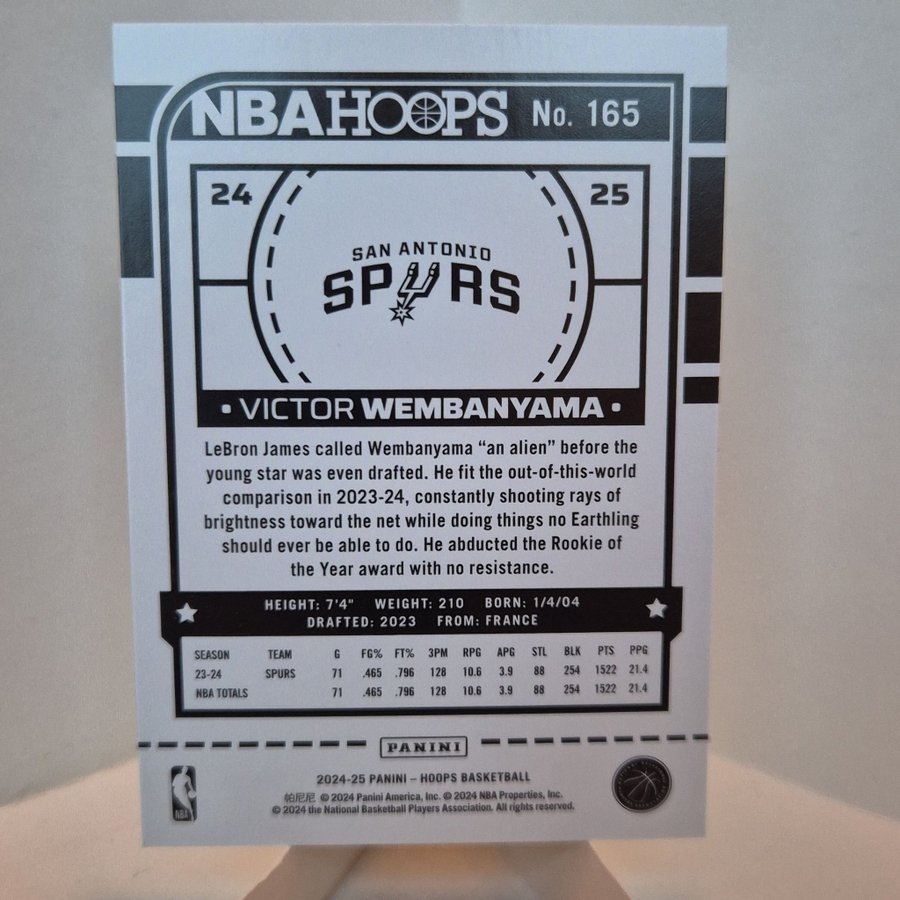 NBA HOOPS No. 165
24 25
SAN ANTONIO
SPURS
• VICTOR WEMBANYAMA •
LeBron James called Wembanyama “an alien” before the
young star was even drafted. He fit the out-of-this-world
comparison in 2023-24, constantly shooting rays of
brightness toward the net while doing things no Earthling
should ever be able to do. He abducted the Rookie of
the Year award with no resistance.
HEIGHT: 7'4" WEIGHT: 210 BORN: 1/4/04
DRAFTED: 2023 FROM: FRANCE
SEASON TEAM G FG% FT% 3PM RPG APG STL BLK PTS PPG
23-24 SPURS 71 .465 .796 128 10.6 3.9 88 254 1522 21.4
NBA TOTALS 71 .465 .796 128 10.6 3.9 88 254 1522 21.4
PANINI
2024-25 PANINI – HOOPS BASKETBALL
帕尼尼 © 2024 Panini America, Inc. © 2024 NBA Properties, Inc.
© 2024 the National Basketball Players Association. All rights reserved.
NBA